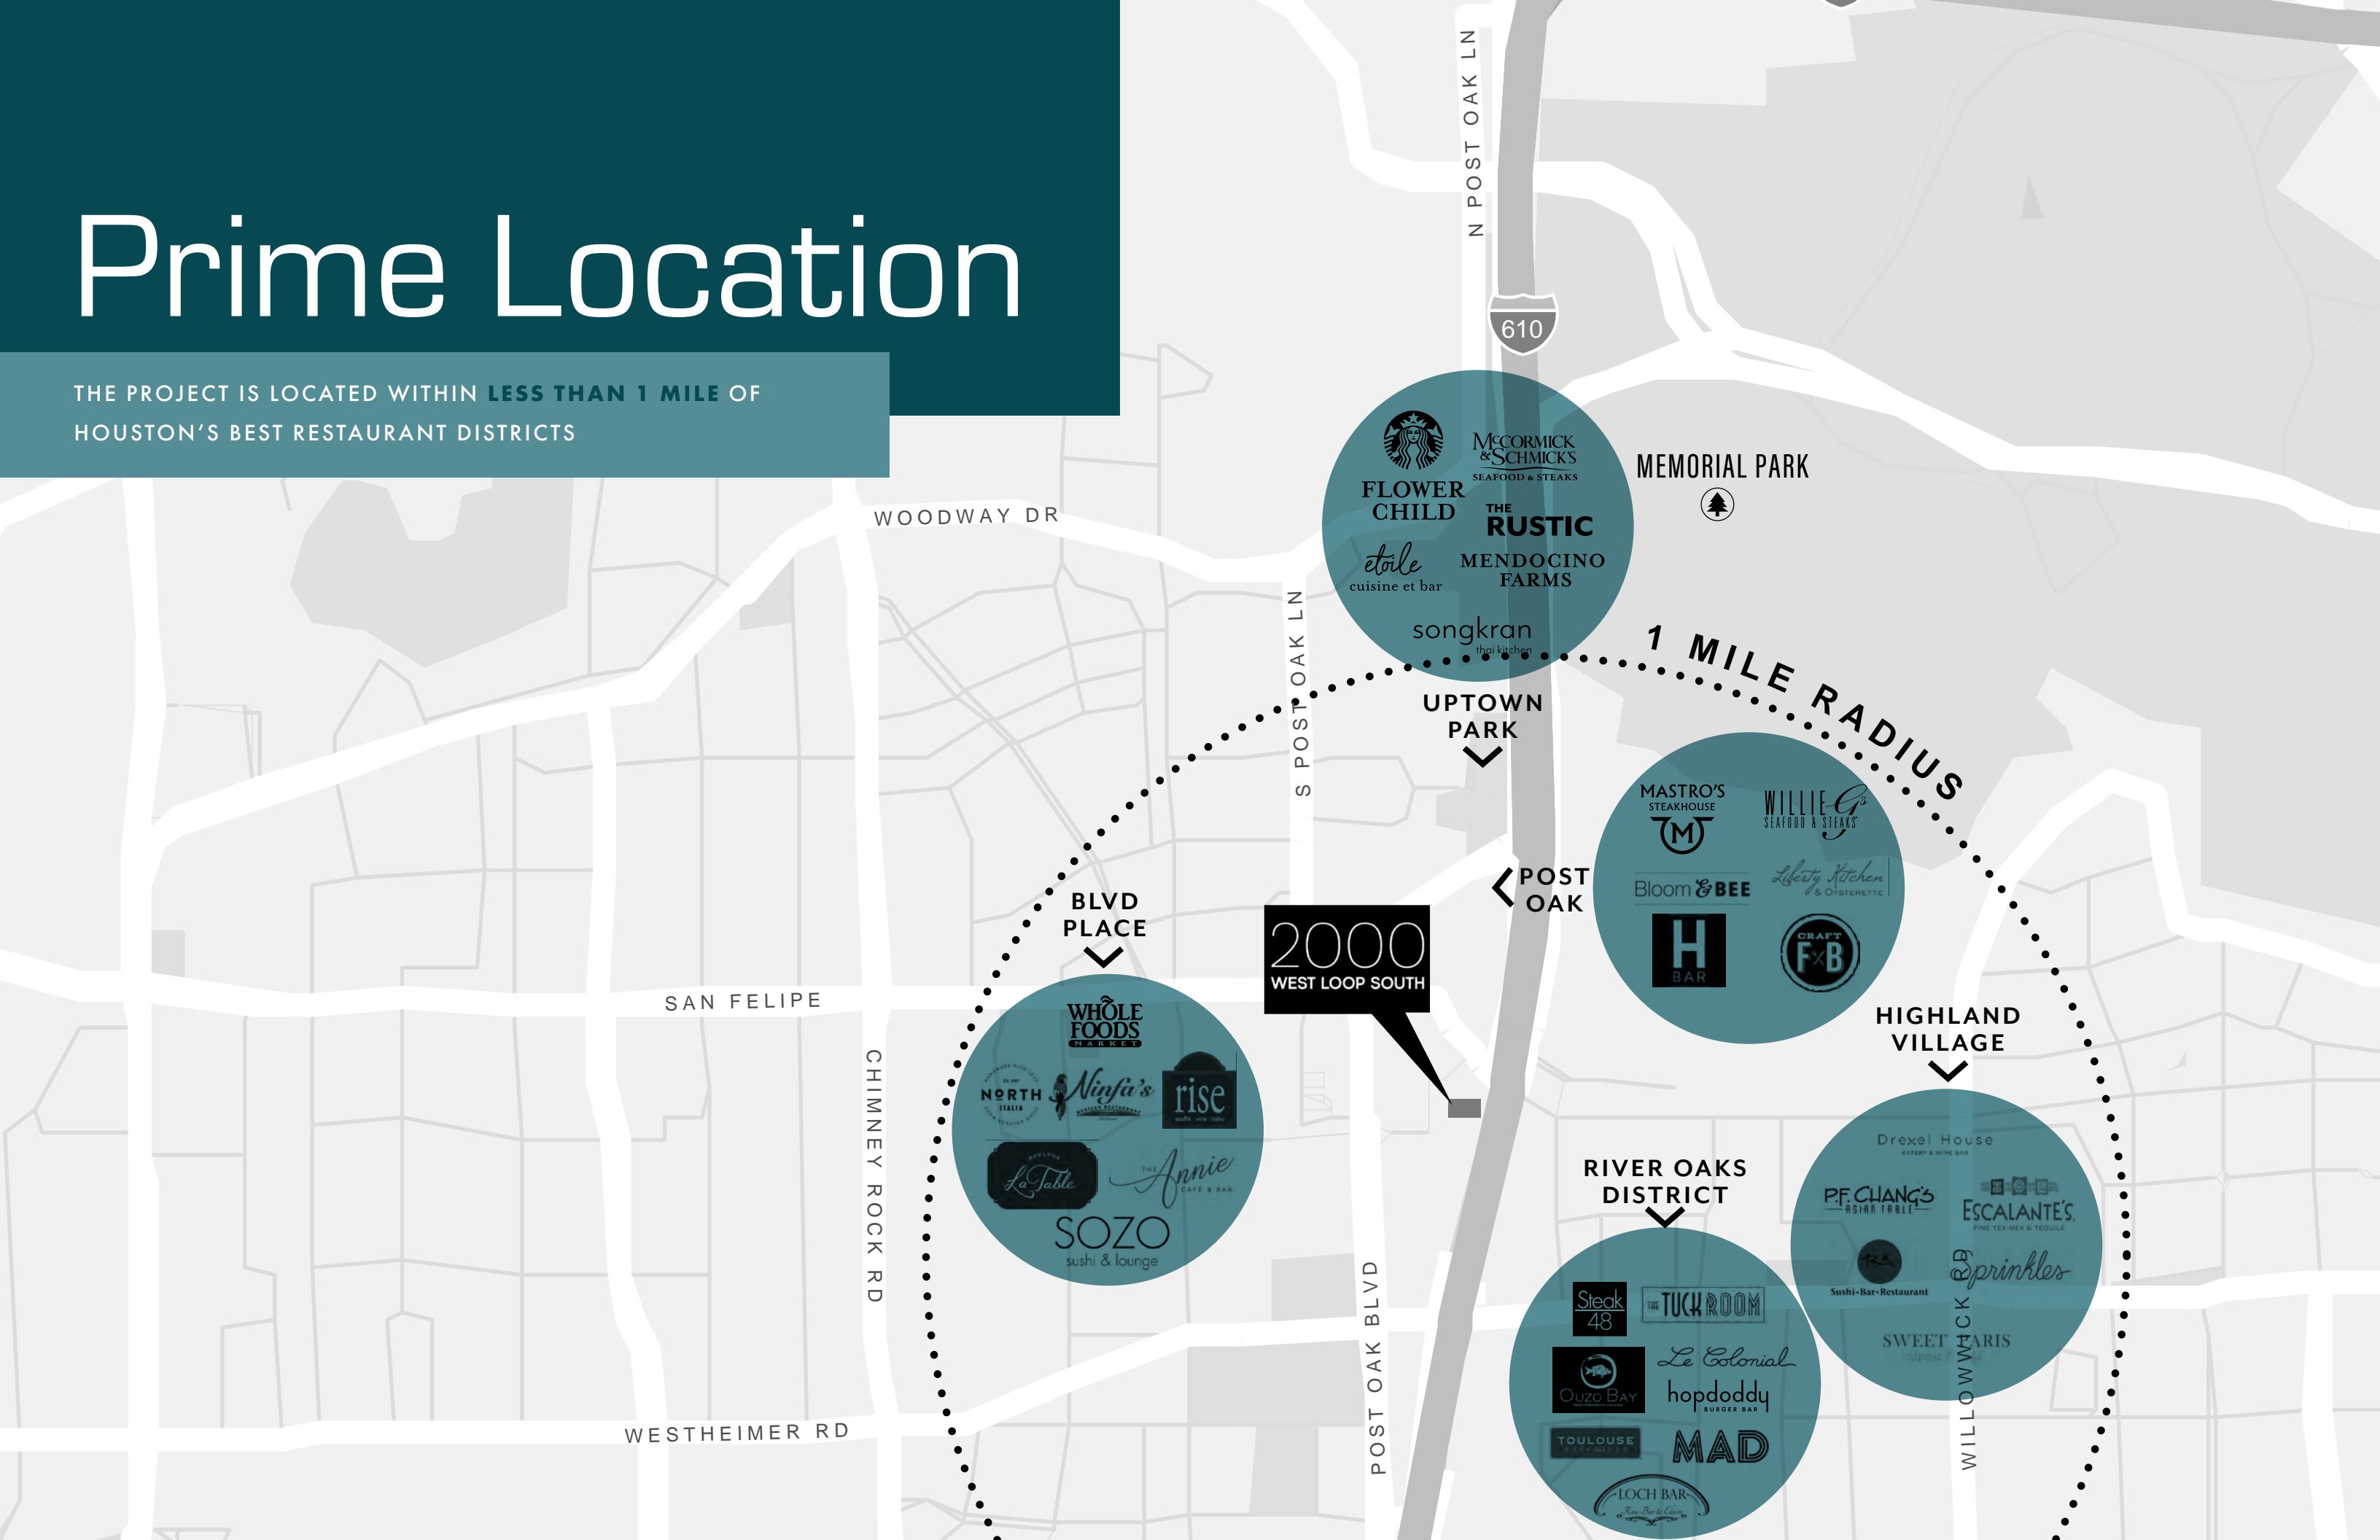 Prime Location
THE PROJECT IS LOCATED WITHIN LESS THAN 1 MILE OF
HOUSTON'S BEST RESTAURANT DISTRICTS
N POST OAK LN
610
McCORMICK
& SCHMICK'S
SEAFOOD & STEAKS
FLOWER
CHILD
THE
RUSTIC
etoile
cuisine et bar
MENDOCINO
FARMS
songkran
thai kitchen
MEMORIAL PARK
WOODWAY DR
S POST OAK LN
1 MILE RADIUS
UPTOWN
PARK
MASTRO'S
STEAKHOUSE
M
WILLIE G's
SEAFOOD & STEAKS
Bloom & BEE
Liberty Kitchen
& OYSTERETTE
H
BAR
CRAFT
F×B
POST
OAK
BLVD
PLACE
2000
WEST LOOP SOUTH
SAN FELIPE
WHOLE
FOODS
MARKET
NORTH
ITALIA
Ninfa's
rise
La Table
THE Annie
CAFÉ & BAR
SOZO
sushi & lounge
CHIMNEY ROCK RD
HIGHLAND
VILLAGE
Drexel House
EATERY & WINE BAR
P.F. CHANG'S
ASIAN TABLE
ESCALANTE'S.
FINE TEX-MEX & TEQUILA
Sushi•Bar•Restaurant
Sprinkles
SWEET PARIS
WILLOWWICK RD
RIVER OAKS
DISTRICT
Steak
48
THE TUCK ROOM
OUZO BAY
Le Colonial
hopdoddy
BURGER BAR
TOULOUSE
MAD
LOCH BAR
POST OAK BLVD
WESTHEIMER RD